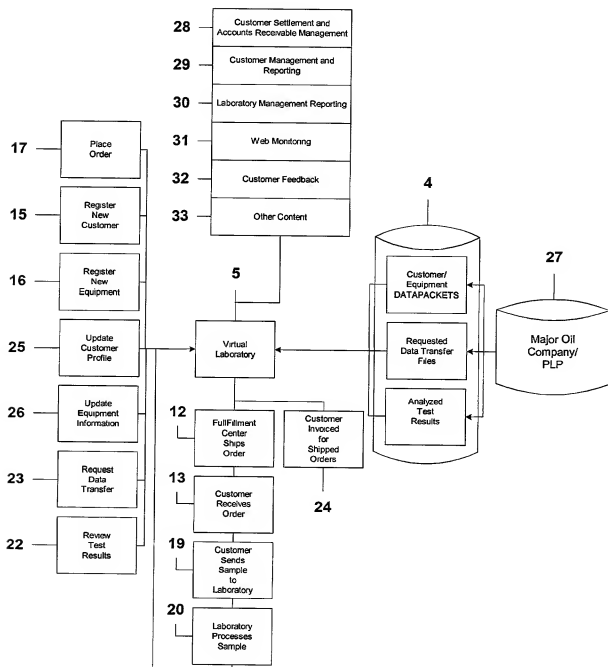 28
Customer Settlement and
Accounts Receivable Management
29
Customer Management and
Reporting
30
Laboratory Management Reporting
31
Web Monitoring
32
Customer Feedback
33
Other Content
17
Place
Order
15
Register
New
Customer
16
Register
New
Equipment
25
Update
Customer
Profile
26
Update
Equipment
Information
23
Request
Data
Transfer
22
Review
Test
Results
5
Virtual
Laboratory
12
FullFillment
Center
Ships
Order
13
Customer
Receives
Order
19
Customer
Sends
Sample
to
Laboratory
20
Laboratory
Processes
Sample
Customer
Invoiced
for
Shipped
Orders
24
4
Customer/
Equipment
DATAPACKETS
Requested
Data Transfer
Files
Analyzed
Test
Results
27
Major Oil
Company/
PLP